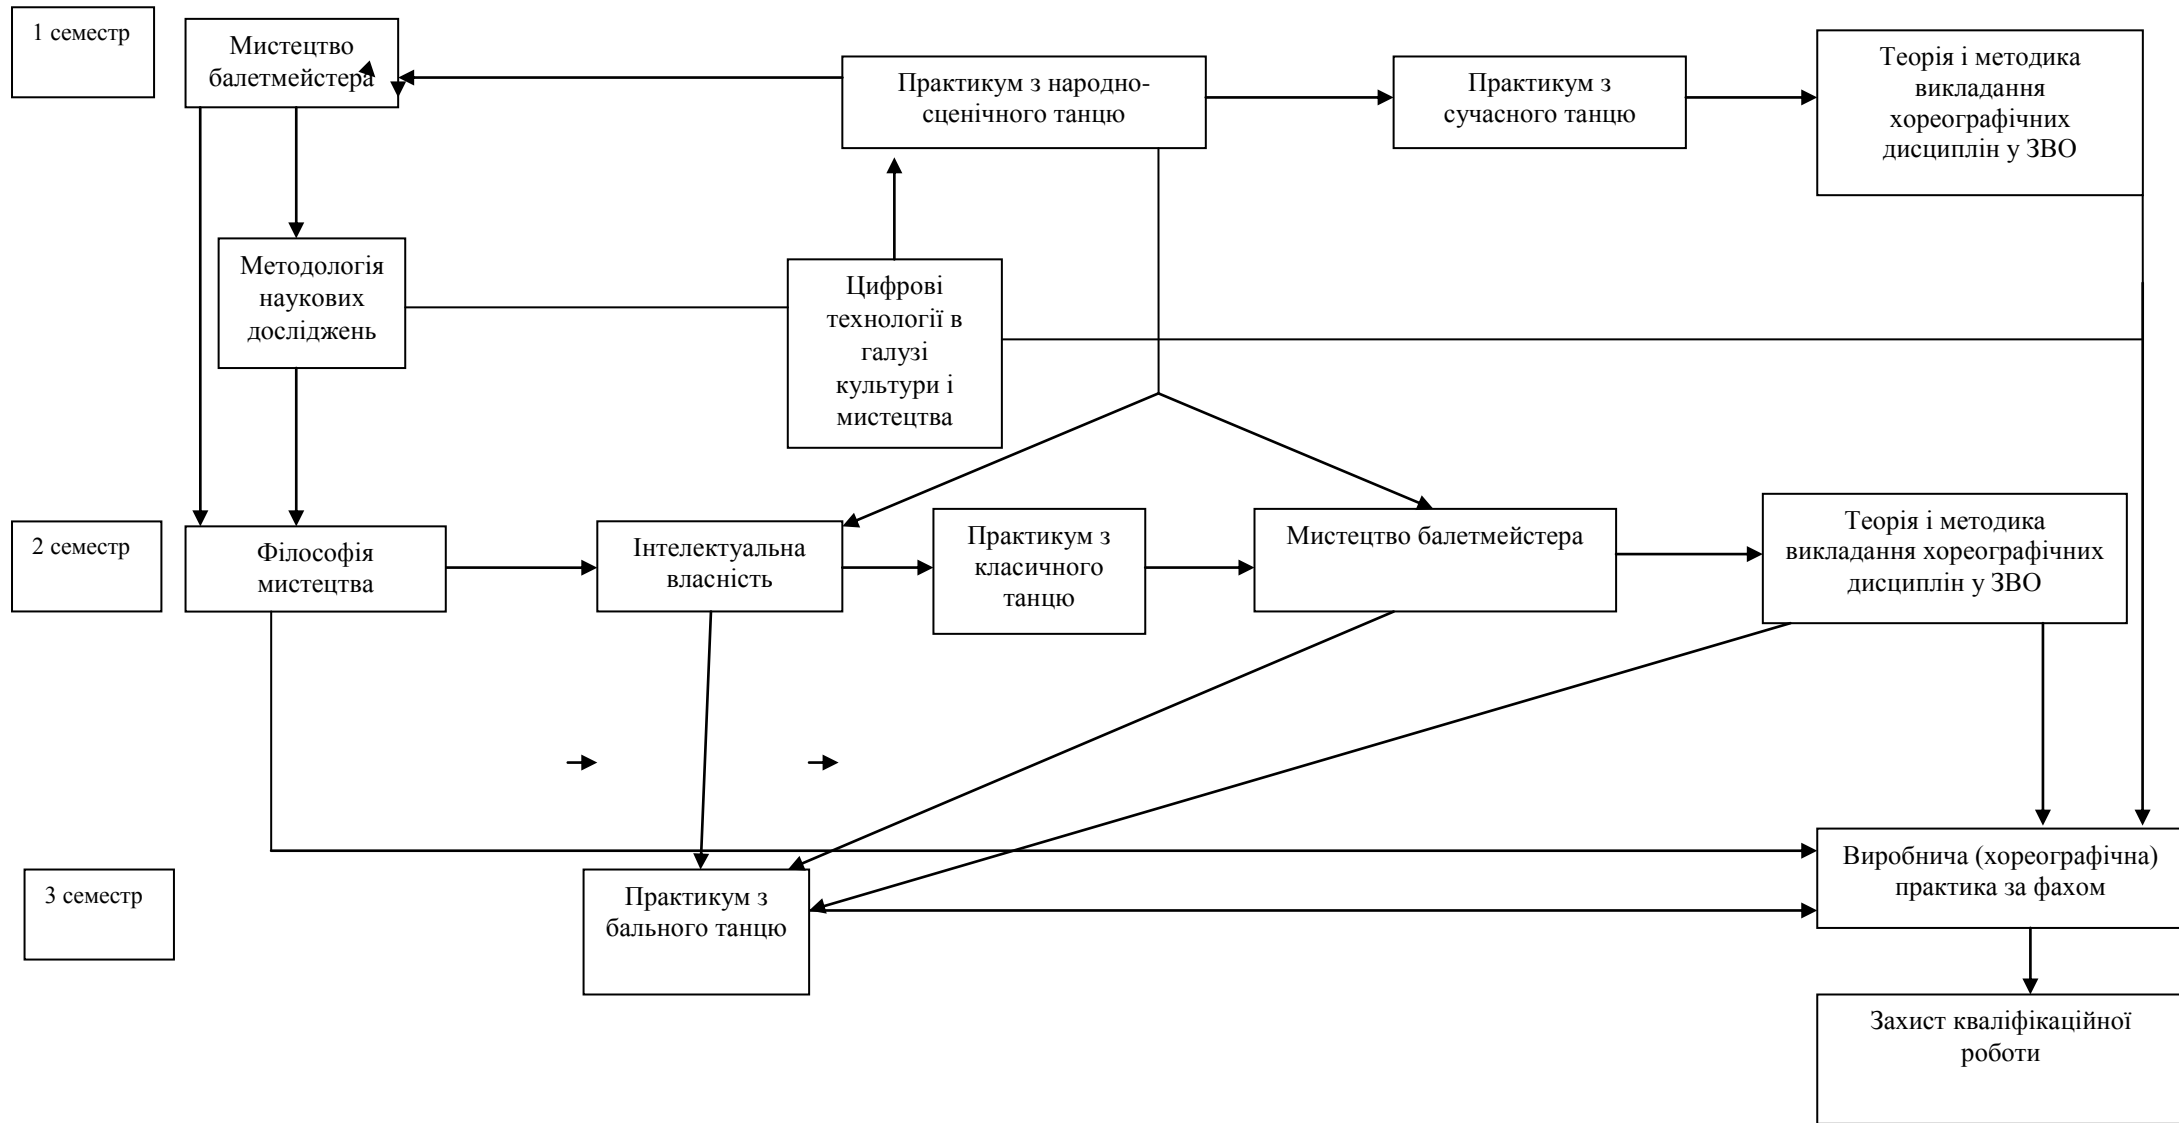 1 семестр
Мистецтво
балетмейстера
Практикум з народно-
сценічного танцю
Практикум з
сучасного танцю
Теорія і методика
викладання
хореографічних
дисциплін у ЗВО
Методологія
наукових
досліджень
Цифрові
технології в
галузі
культури і
мистецтва
2 семестр
Філософія
мистецтва
Інтелектуальна
власність
Практикум з
класичного
танцю
Мистецтво балетмейстера
Теорія і методика
викладання хореографічних
дисциплін у ЗВО
3 семестр
Практикум з
бального танцю
Виробнича (хореографічна)
практика за фахом
Захист кваліфікаційної
роботи